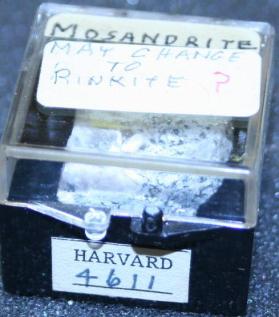 MOSANDRITE
MAY CHANGE
TO
RINKITE ?
HARVARD
4611